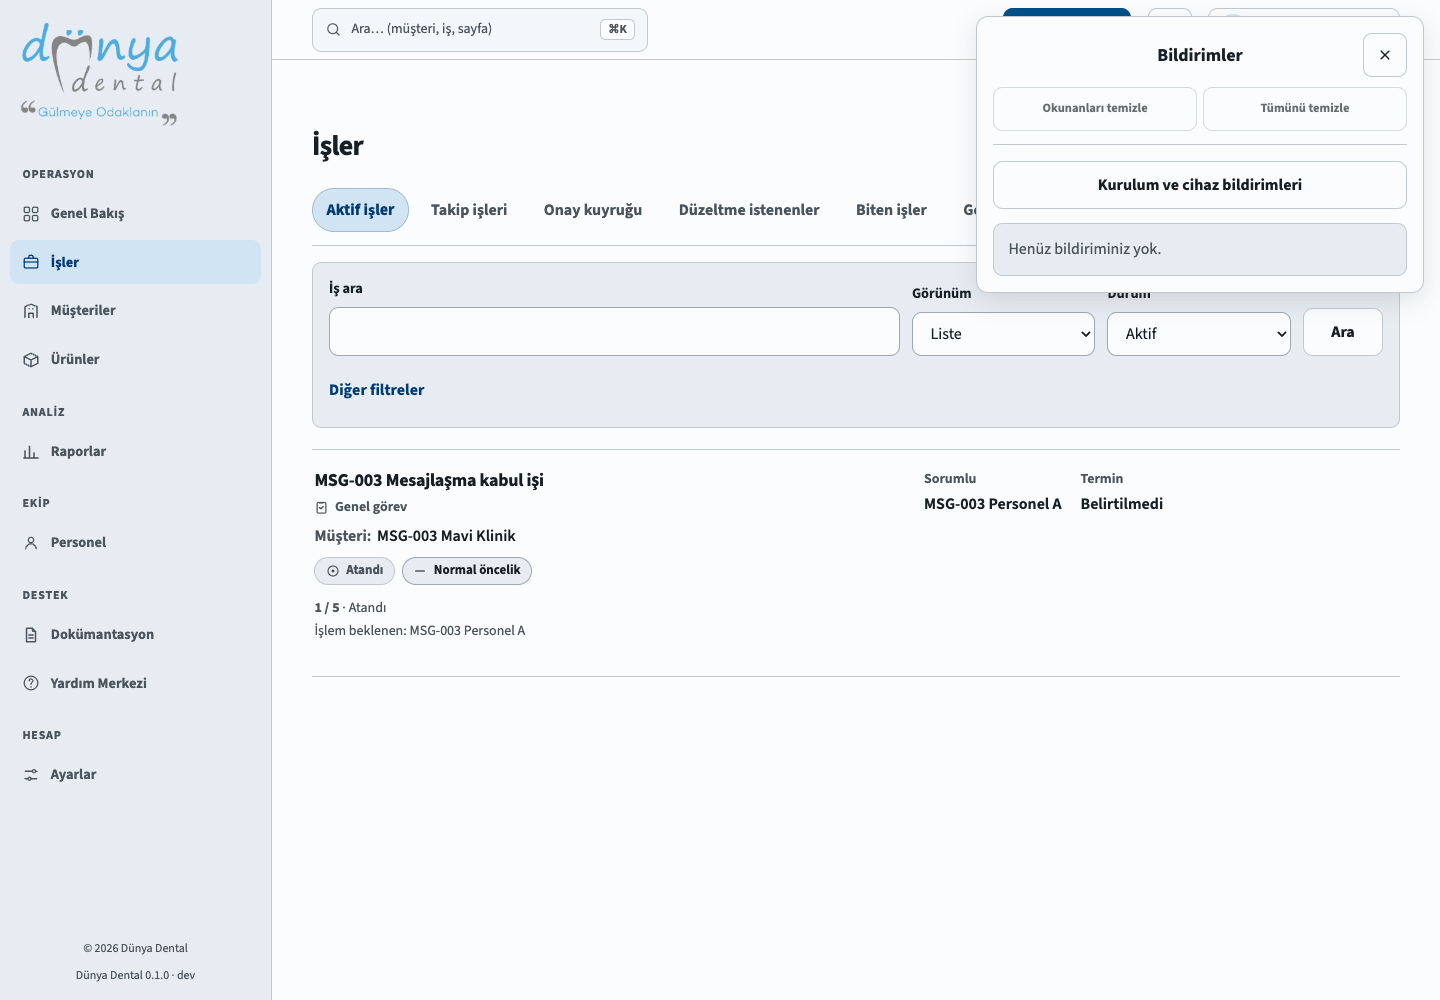 dünya
dental
“Gülmeye Odaklanın”
OPERASYON
Genel Bakış
İşler
Müşteriler
Ürünler
ANALİZ
Raporlar
EKİP
Personel
DESTEK
Dokümantasyon
Yardım Merkezi
HESAP
Ayarlar
© 2026 Dünya Dental
Dünya Dental 0.1.0 · dev
Ara… (müşteri, iş, sayfa)
⌘K
İşler
Aktif işler
Takip işleri
Onay kuyruğu
Düzeltme istenenler
Biten işler
İş ara
Görünüm
Durum
Liste
Aktif
Ara
Diğer filtreler
MSG-003 Mesajlaşma kabul işi
Genel görev
Müşteri: MSG-003 Mavi Klinik
Atandı
Normal öncelik
1 / 5 · Atandı
İşlem beklenen: MSG-003 Personel A
Sorumlu
MSG-003 Personel A
Termin
Belirtilmedi
Bildirimler
Okunanları temizle
Tümünü temizle
Kurulum ve cihaz bildirimleri
Henüz bildiriminiz yok.